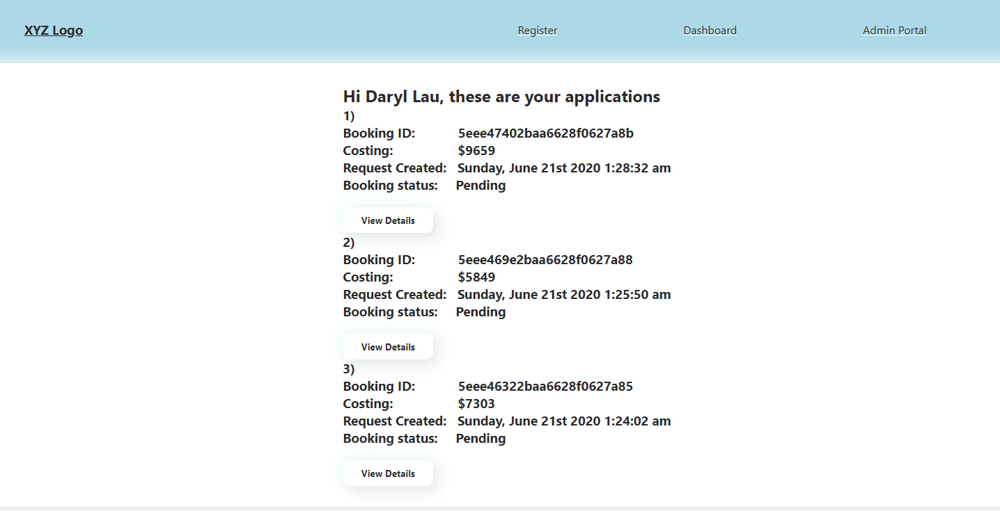 XYZ Logo Register Dashboard Admin Portal
Hi Daryl Lau, these are your applications
1)
Booking ID: 5eee47402baa6628f0627a8b
Costing: $9659
Request Created: Sunday, June 21st 2020 1:28:32 am
Booking status: Pending
View Details
2)
Booking ID: 5eee469e2baa6628f0627a88
Costing: $5849
Request Created: Sunday, June 21st 2020 1:25:50 am
Booking status: Pending
View Details
3)
Booking ID: 5eee46322baa6628f0627a85
Costing: $7303
Request Created: Sunday, June 21st 2020 1:24:02 am
Booking status: Pending
View Details